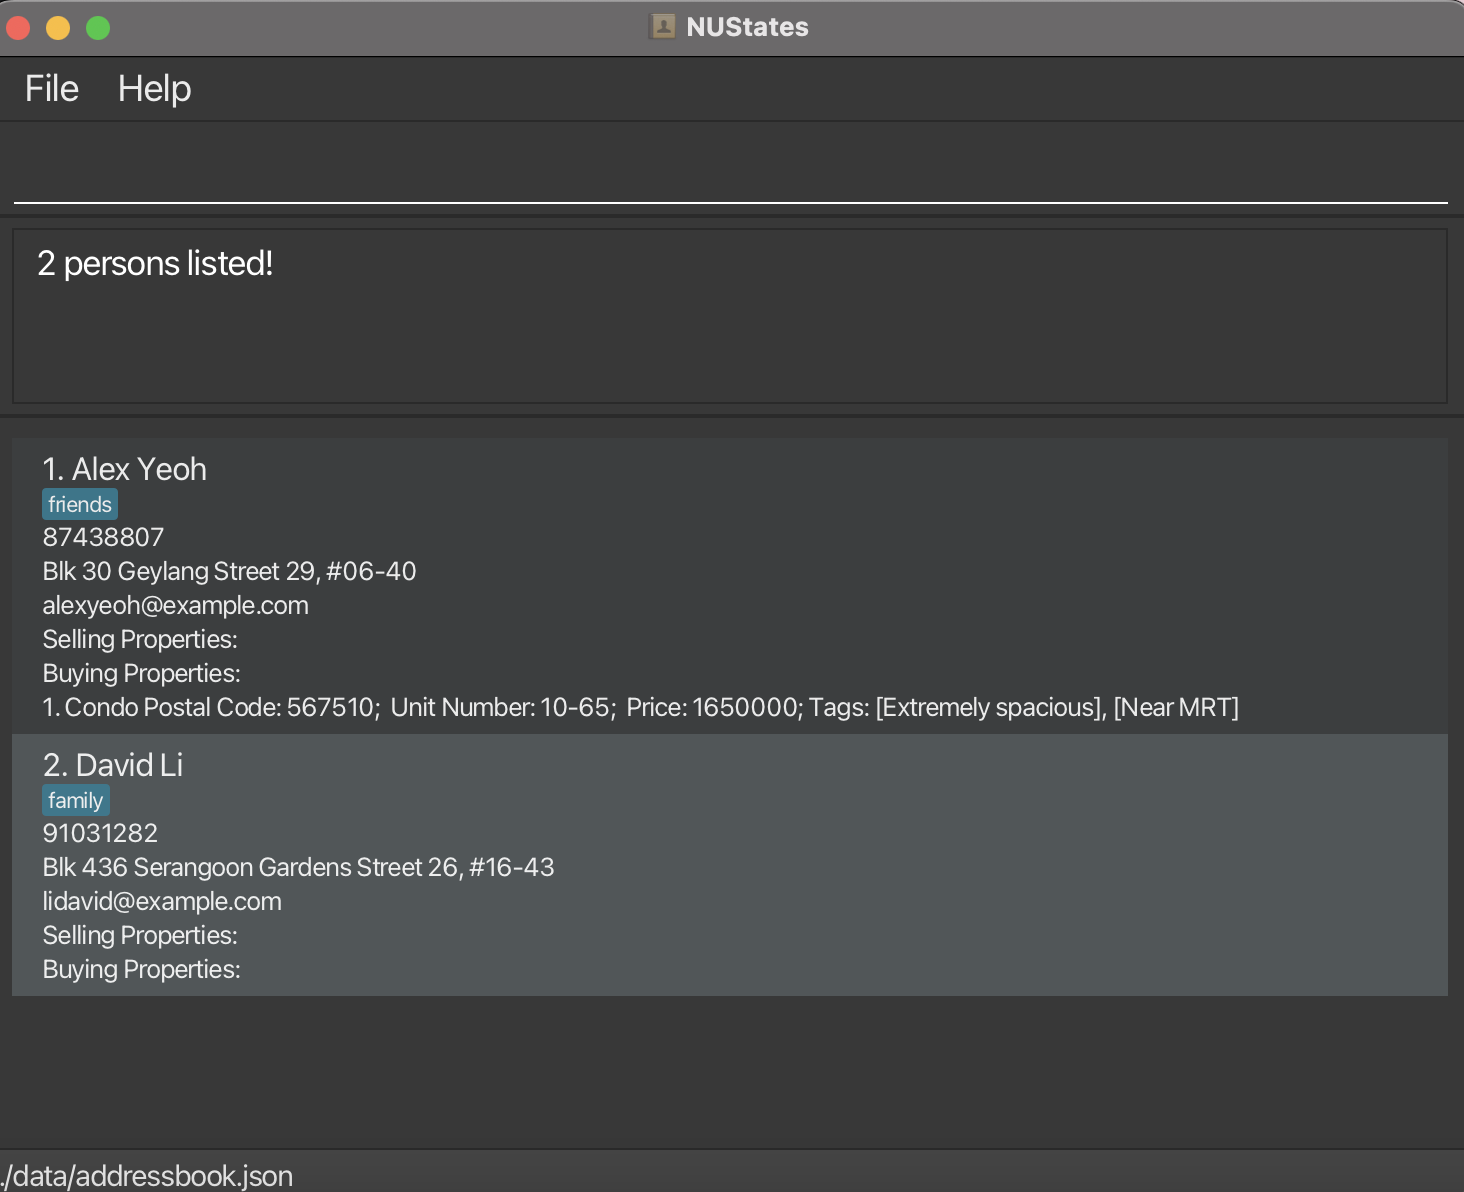 NUStates
File Help
2 persons listed!
1. Alex Yeoh
friends
87438807
Blk 30 Geylang Street 29, #06-40
alexyeoh@example.com
Selling Properties:
Buying Properties:
1. Condo Postal Code: 567510;  Unit Number: 10-65;  Price: 1650000; Tags: [Extremely spacious], [Near MRT]
2. David Li
family
91031282
Blk 436 Serangoon Gardens Street 26, #16-43
lidavid@example.com
Selling Properties:
Buying Properties:
./data/addressbook.json